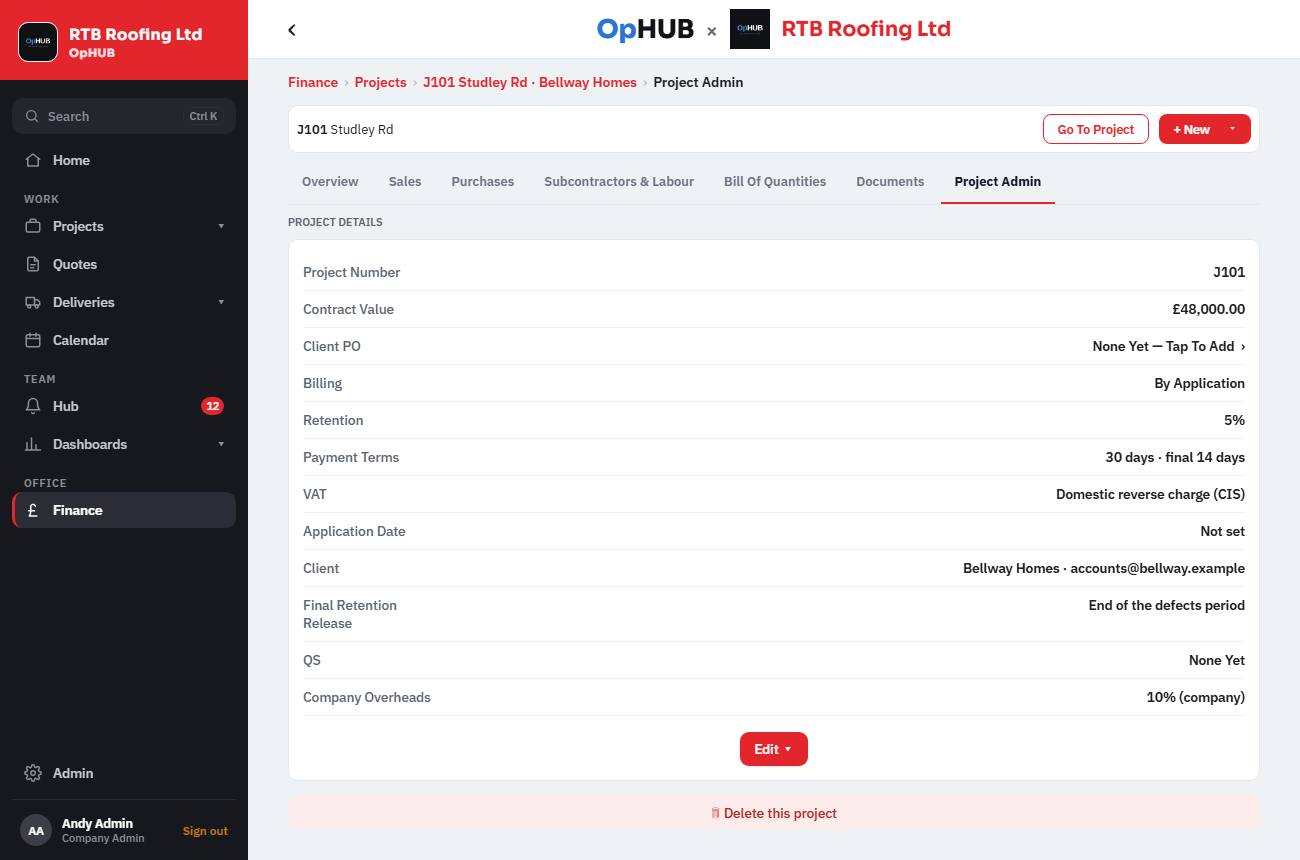 RTB Roofing Ltd
OpHUB
OpHUB
Search
Ctrl K
Home
WORK
Projects
Quotes
Deliveries
Calendar
TEAM
Hub
12
Dashboards
OFFICE
Finance
Admin
AA
Andy Admin
Company Admin
Sign out
OpHUB × OpHUB RTB Roofing Ltd
Finance › Projects › J101 Studley Rd · Bellway Homes › Project Admin
J101 Studley Rd
Go To Project
+ New
Overview
Sales
Purchases
Subcontractors & Labour
Bill Of Quantities
Documents
Project Admin
PROJECT DETAILS
Project Number
J101
Contract Value
£48,000.00
Client PO
None Yet — Tap To Add ›
Billing
By Application
Retention
5%
Payment Terms
30 days · final 14 days
VAT
Domestic reverse charge (CIS)
Application Date
Not set
Client
Bellway Homes · accounts@bellway.example
Final Retention
Release
End of the defects period
QS
None Yet
Company Overheads
10% (company)
Edit
Delete this project